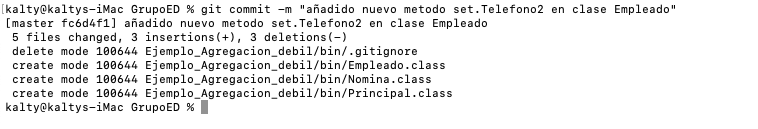 [kalty@kaltys-iMac GrupoED % git commit -m "añadido nuevo metodo set.Telefono2 en clase Empleado"
[master fc6d4f1] añadido nuevo metodo set.Telefono2 en clase Empleado
5 files changed, 3 insertions(+), 3 deletions(-)
delete mode 100644 Ejemplo_Agregacion_debil/bin/.gitignore
create mode 100644 Ejemplo_Agregacion_debil/bin/Empleado.class
create mode 100644 Ejemplo_Agregacion_debil/bin/Nomina.class
create mode 100644 Ejemplo_Agregacion_debil/bin/Principal.class
kalty@kaltys-iMac GrupoED %